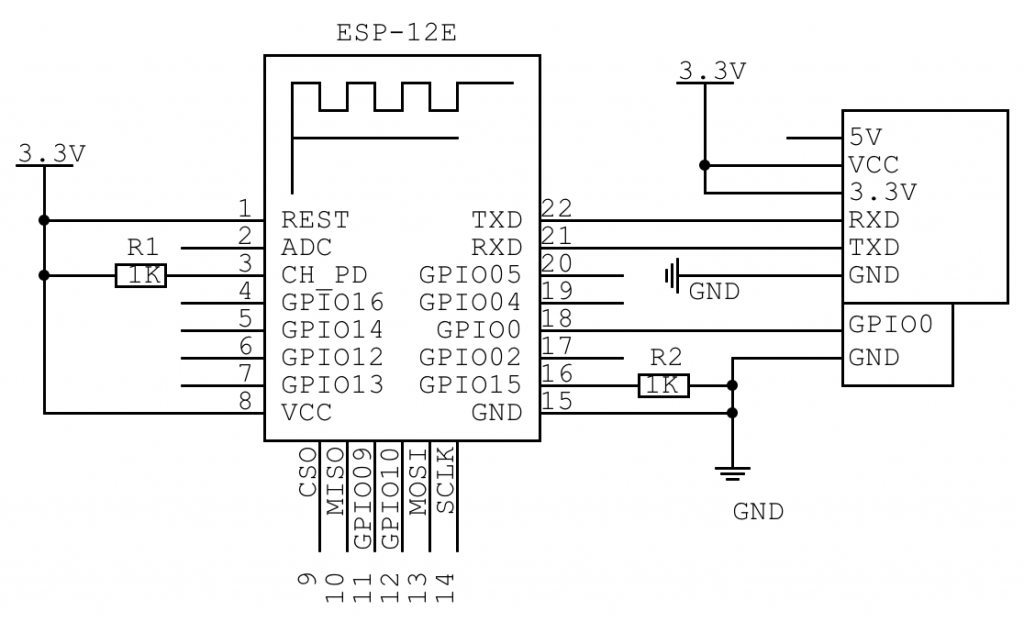 ESP-12E
3.3V
3.3V
5V
VCC
3.3V
1 REST TXD 22 RXD
2 ADC RXD 21 TXD
R1
1K
3 CH_PD GPIO05 20 GND
GND
4 GPIO16 GPIO04 19
5 GPIO14 GPIO0 18 GPIO0
6 GPIO12 GPIO02 17 GND
R2
1K
7 GPIO13 GPIO15 16
8 VCC GND 15
GND
CSO
MISO
GPIO09
GPIO10
MOSI
SCLK
9
10
11
12
13
14